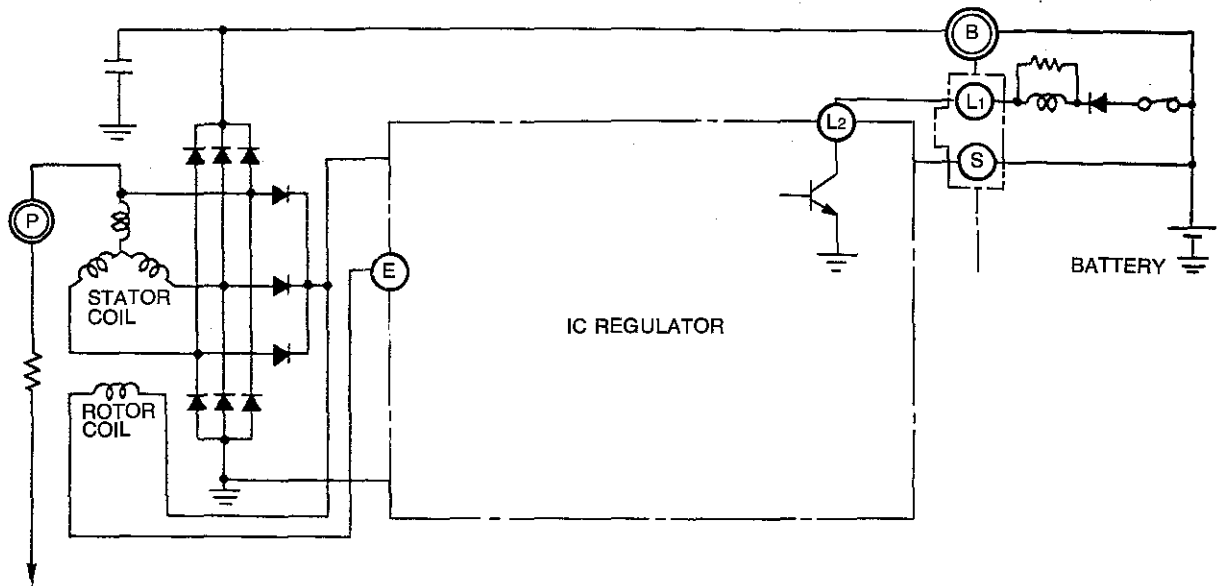 B
L1
L2
S
P
E
STATOR
COIL
BATTERY
IC REGULATOR
ROTOR
COIL